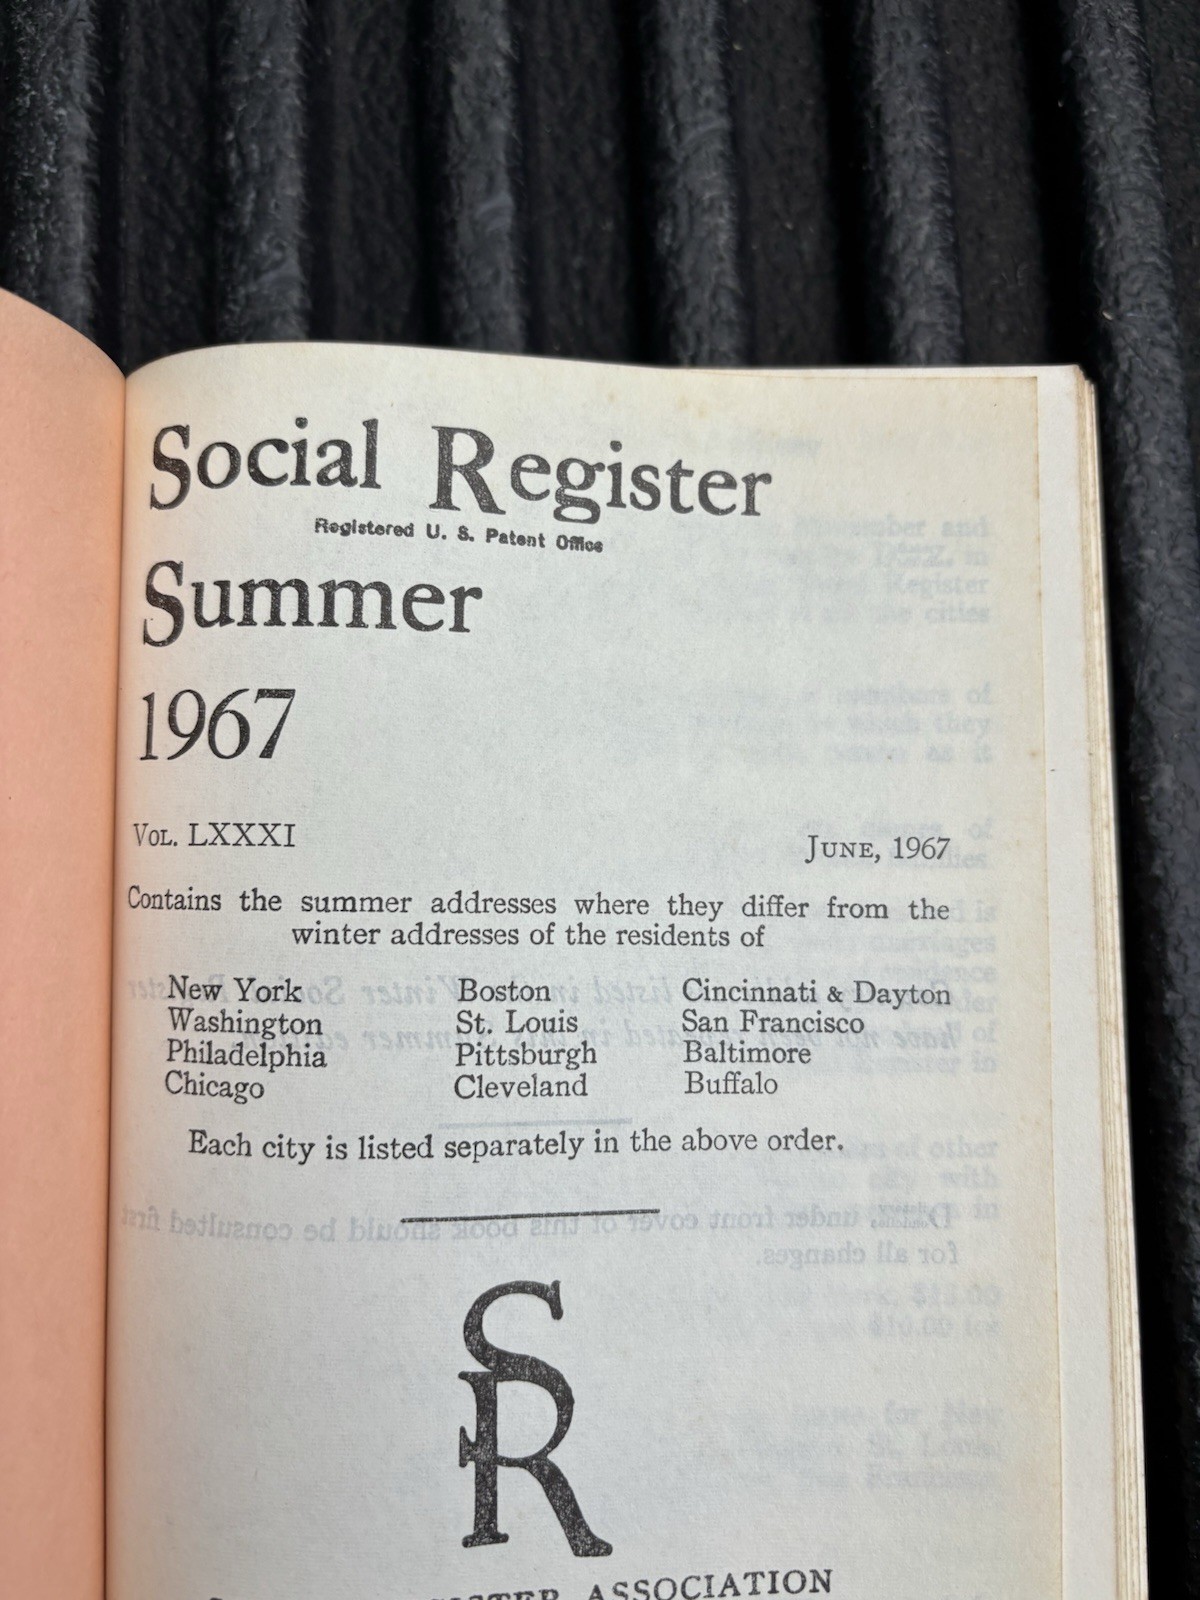 Social Register
Registered U. S. Patent Office
Summer
1967
VOL. LXXXI JUNE, 1967
Contains the summer addresses where they differ from the
winter addresses of the residents of
New York Boston Cincinnati & Dayton
Washington St. Louis San Francisco
Philadelphia Pittsburgh Baltimore
Chicago Cleveland Buffalo
Each city is listed separately in the above order.
SR
ASSOCIATION